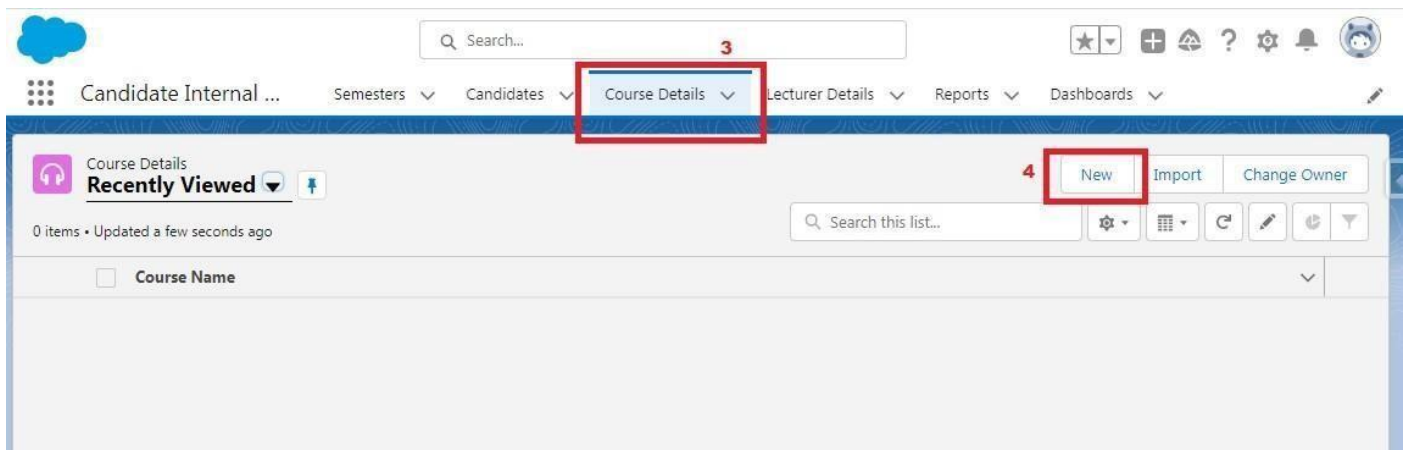 Search...
3
Candidate Internal ... Semesters Candidates Course Details Lecturer Details Reports Dashboards
Course Details
Recently Viewed
4 New Import Change Owner
0 items • Updated a few seconds ago
Search this list...
Course Name